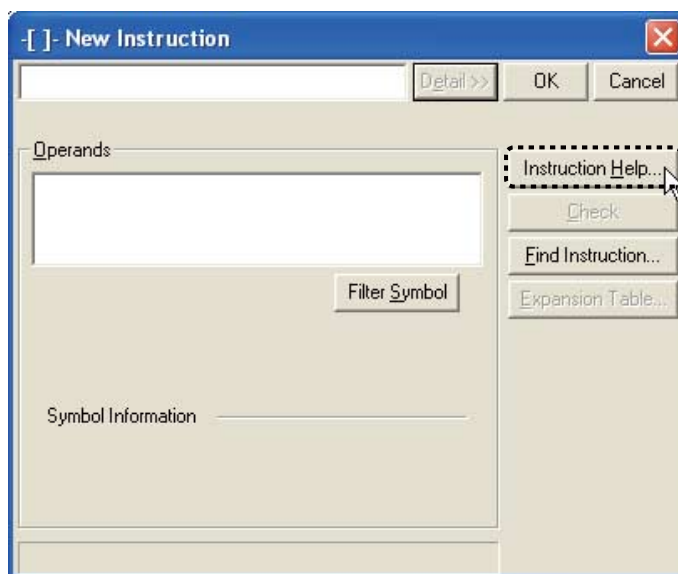 -[ ]- New Instruction
Detail >>
OK
Cancel
Operands
Instruction Help...
Check
Find Instruction...
Filter Symbol
Expansion Table...
Symbol Information